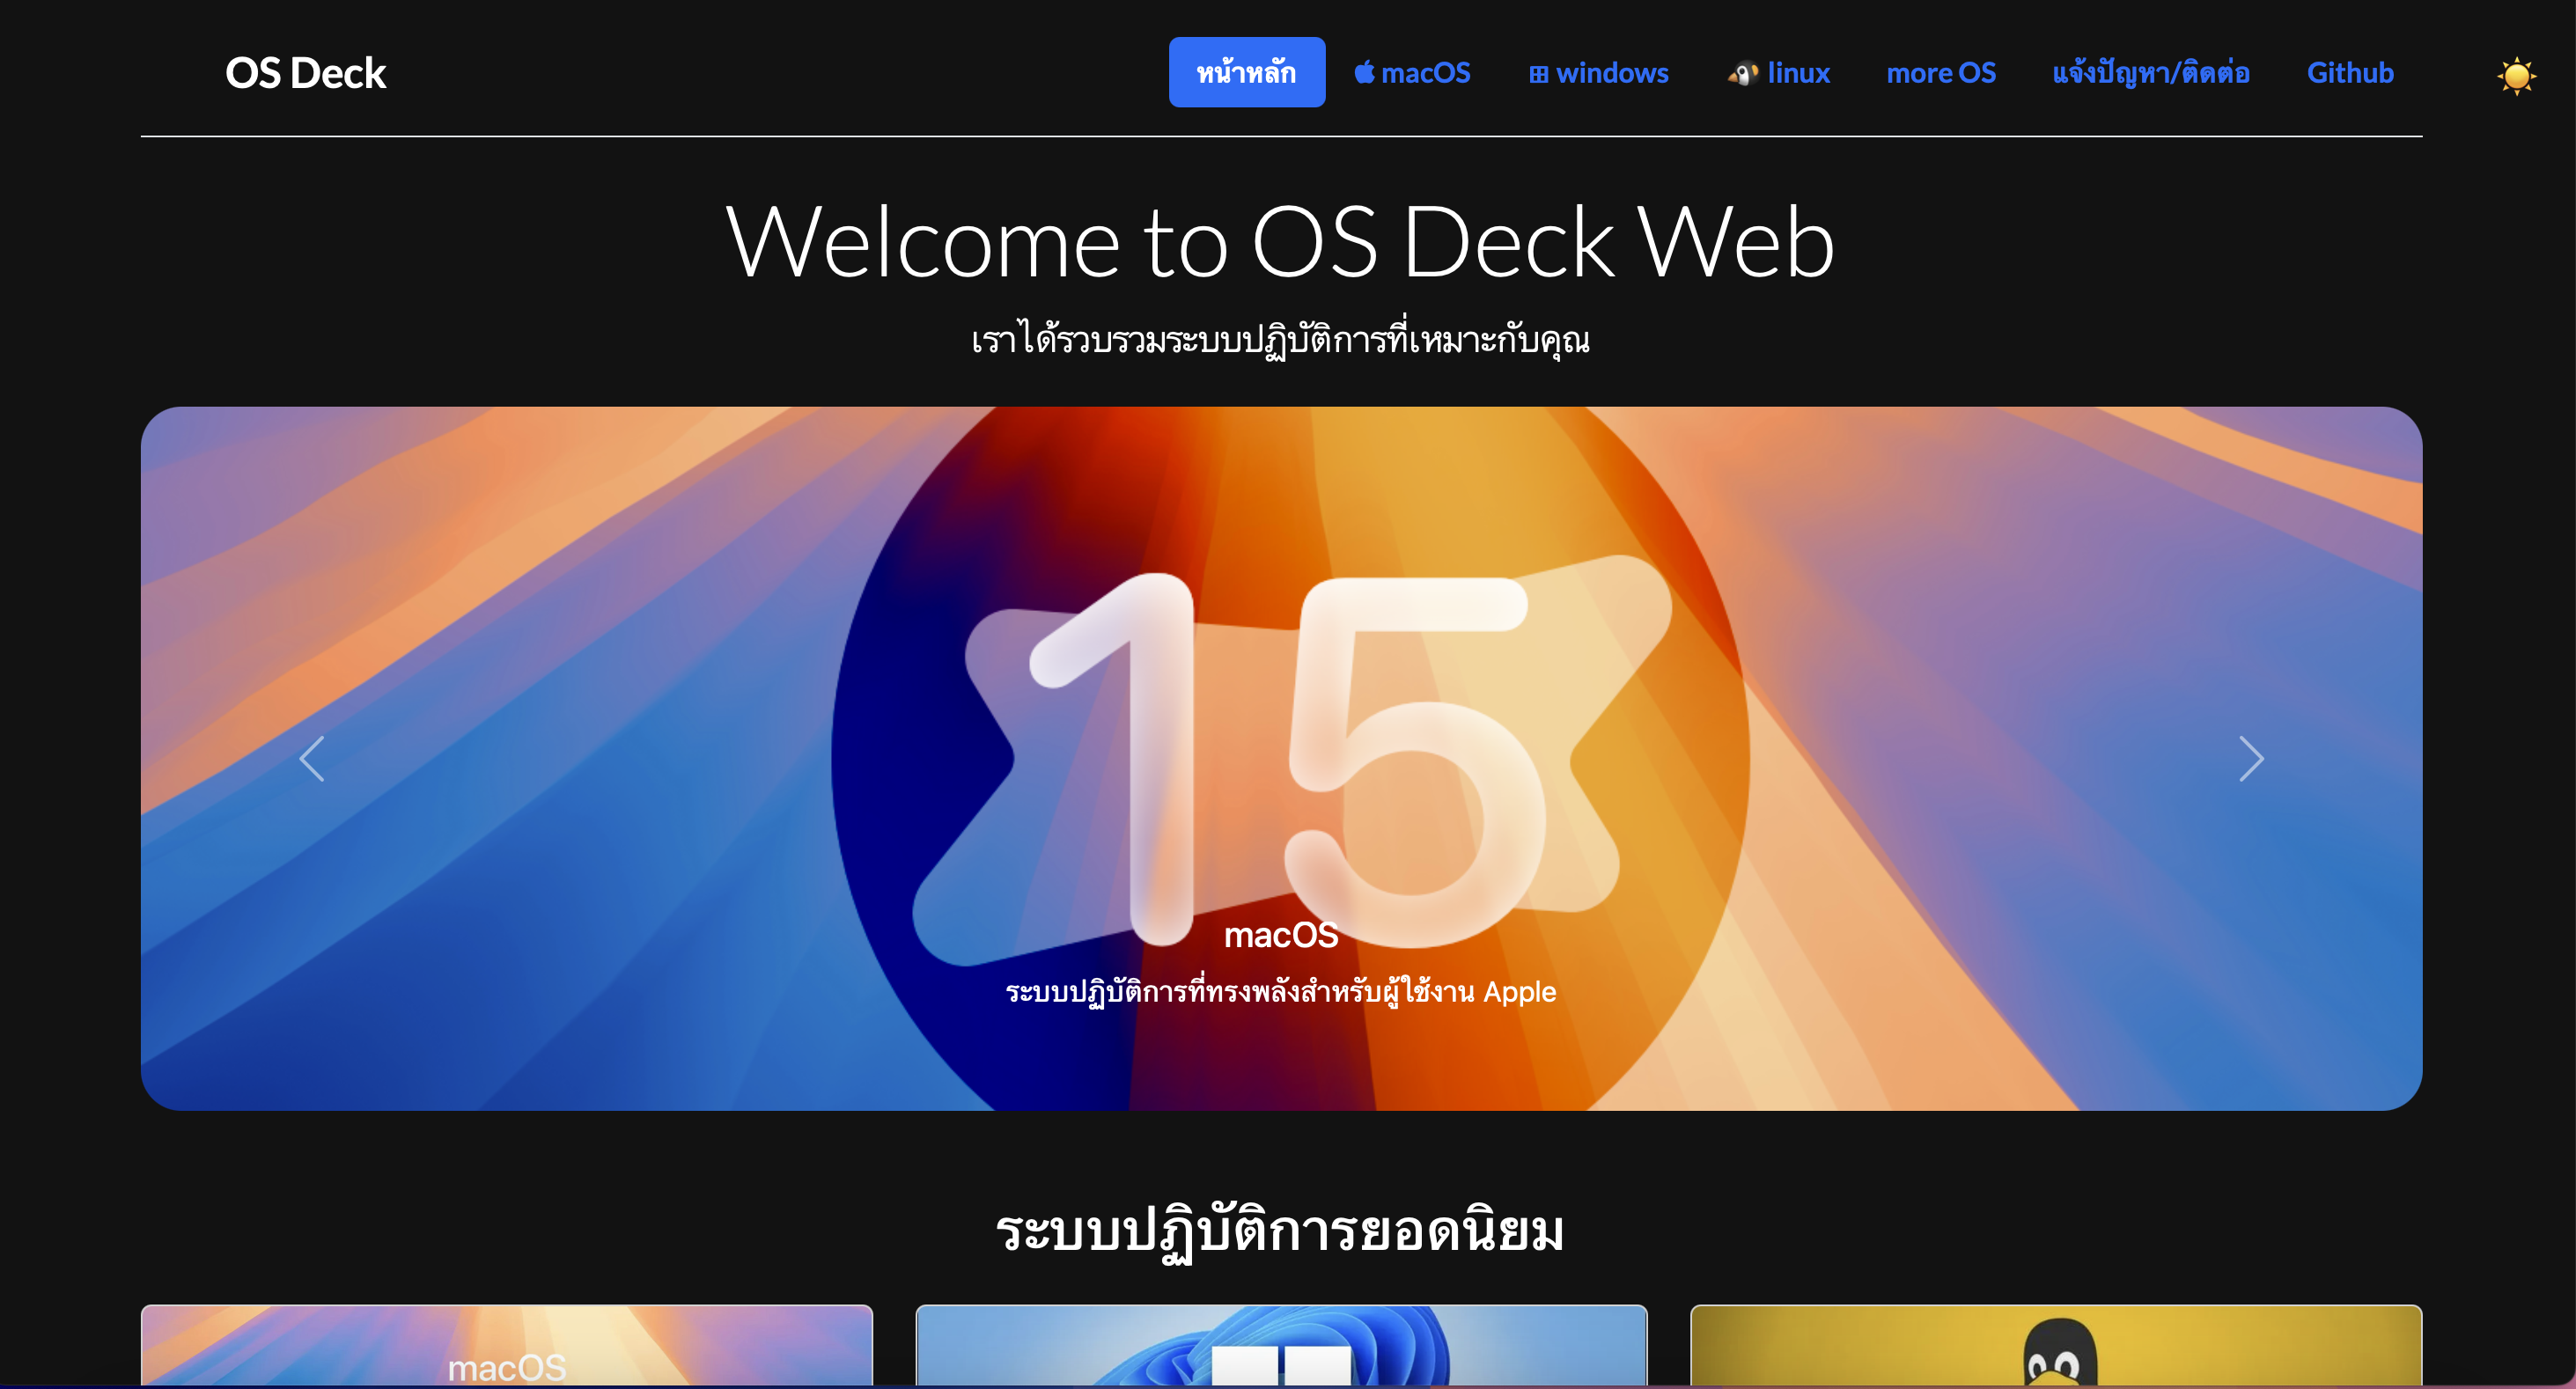 OS Deck
หน้าหลัก
macOS
windows
linux
more OS
แจ้งปัญหา/ติดต่อ
Github
Welcome to OS Deck Web
เราได้รวบรวมระบบปฏิบัติการที่เหมาะกับคุณ
15
macOS
ระบบปฏิบัติการที่ทรงพลังสำหรับผู้ใช้งาน Apple
ระบบปฏิบัติการยอดนิยม
macOS